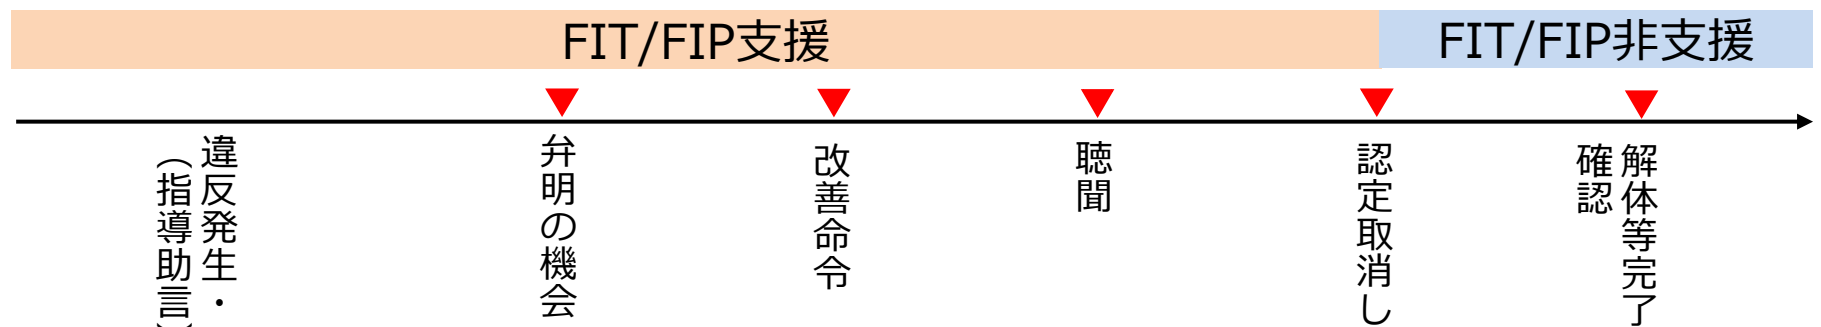 FIT/FIP支援
FIT/FIP非支援
違反発生・
（指導助言）
弁明の機会
改善命令
聴聞
認定取消し
解体等完了
確認